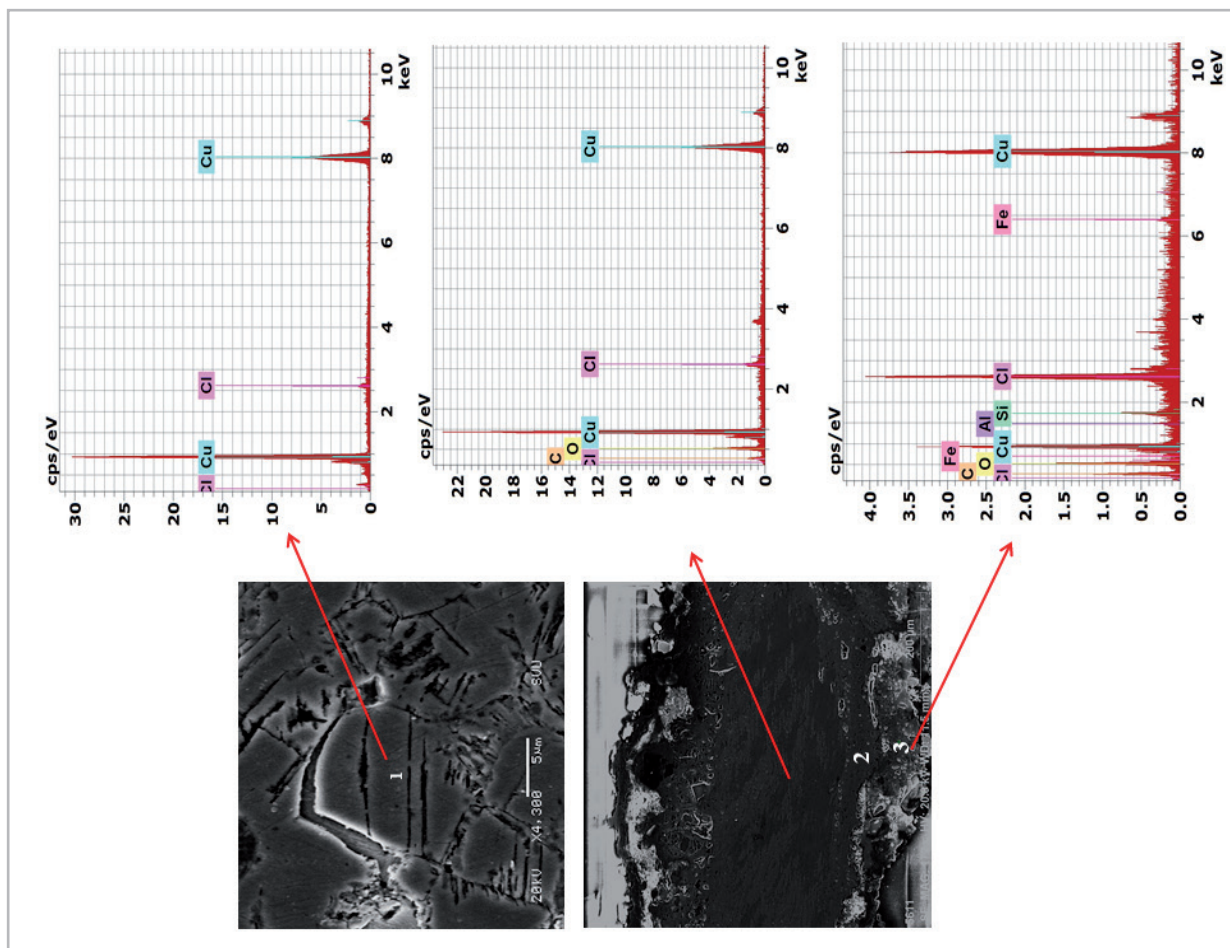 1
20kV X4,300 5µm
cps/eV
30
25
20
15
10
5
0
Cl Cu Cl Cu
2 4 6 8 10
keV
2
3
200 µm
cps/eV
22
20
18
16
14
12
10
8
6
4
2
0
C
O
Cl Cu Cl Cu
2 4 6 8 10
keV
cps/eV
4.0
3.5
3.0
2.5
2.0
1.5
1.0
0.5
0.0
Fe
C
O Al
Cl Cu Si Cl Fe Cu
2 4 6 8 10
keV